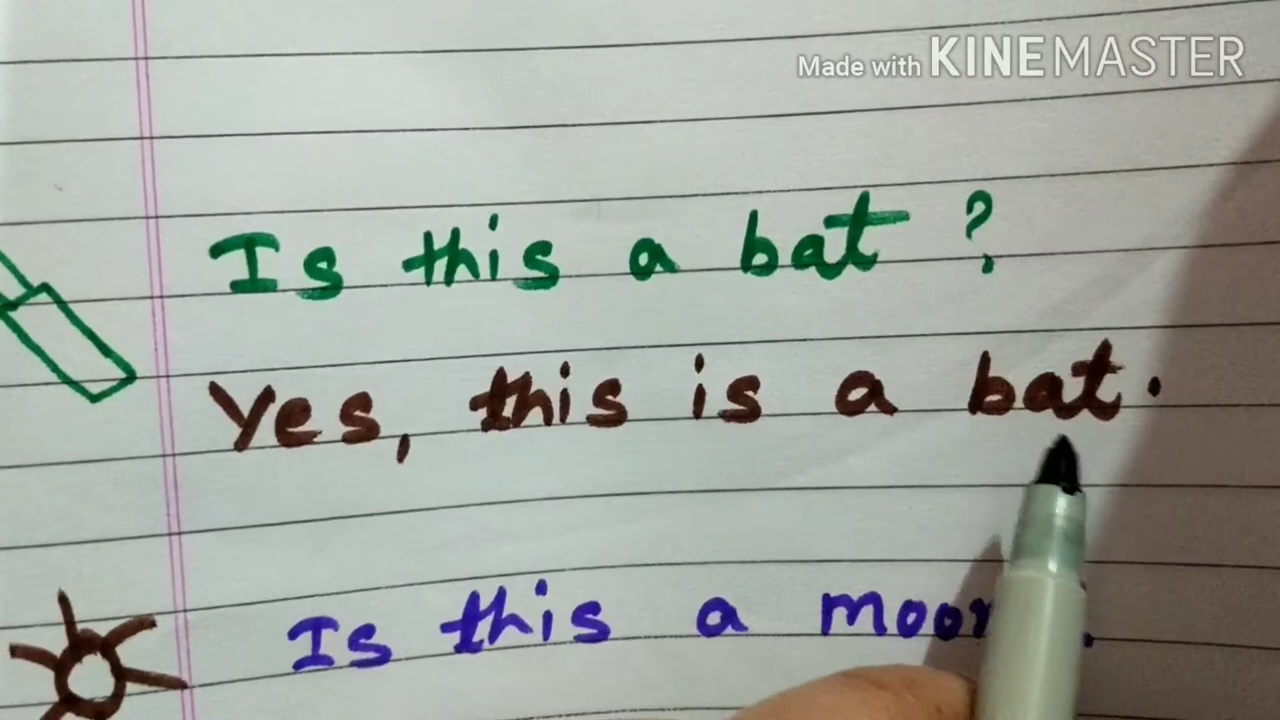 Made with KINEMASTER
Is this a bat ?
Yes, this is a bat.
Is this a